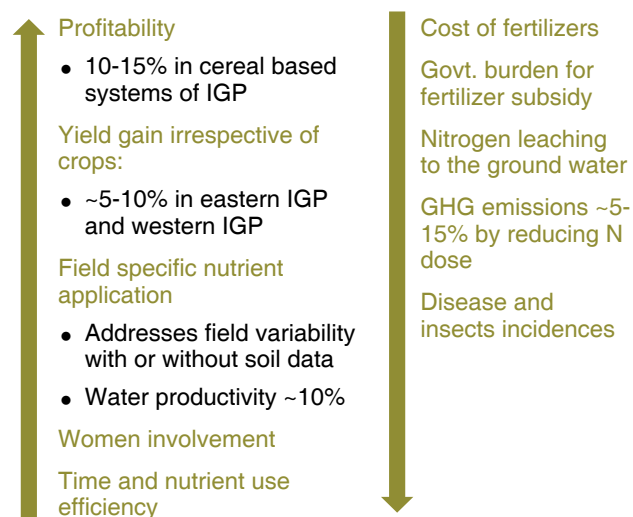 Profitability
• 10-15% in cereal based
systems of IGP
Yield gain irrespective of
crops:
• ~5-10% in eastern IGP
and western IGP
Field specific nutrient
application
• Addresses field variability
with or without soil data
• Water productivity ~10%
Women involvement
Time and nutrient use
efficiency
Cost of fertilizers
Govt. burden for
fertilizer subsidy
Nitrogen leaching
to the ground water
GHG emissions ~5-
15% by reducing N
dose
Disease and
insects incidences